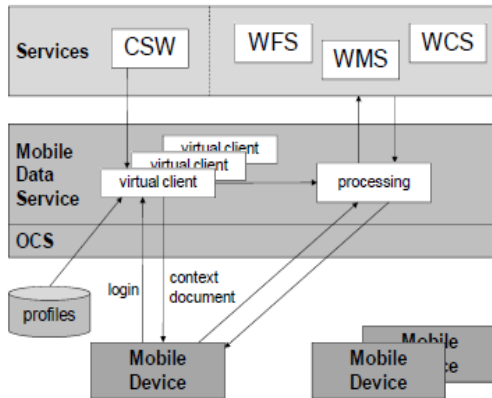 Services
CSW
WFS
WMS
WCS
Mobile
Data
Service
virtual client
virtual client
virtual client
processing
OCS
login
context
document
profiles
Mobile
Device
Mobile
Device
Mobile